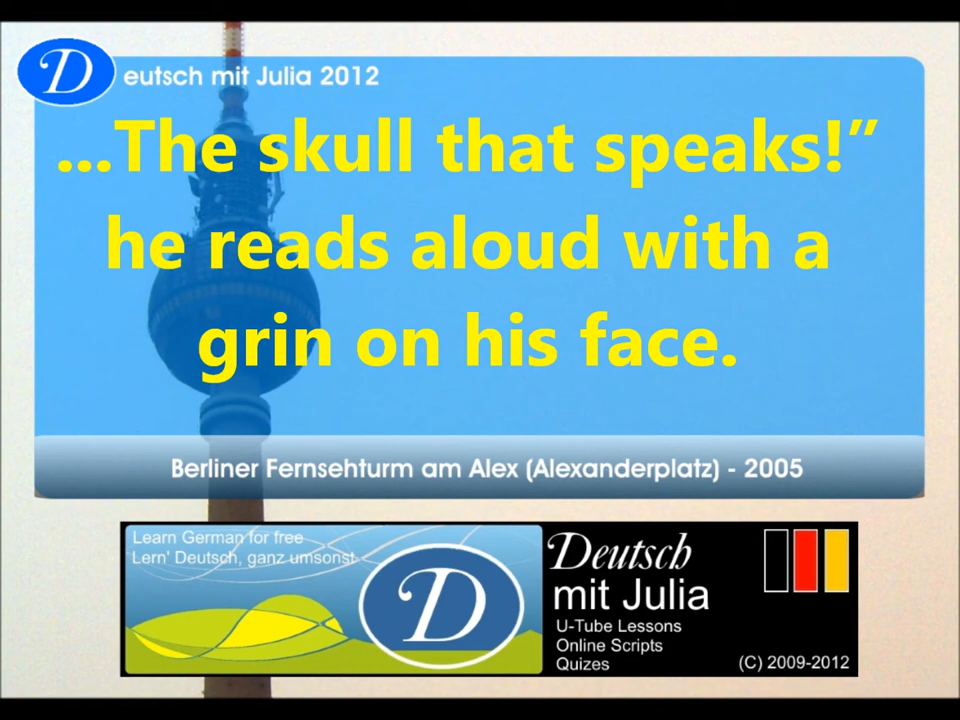 D eutsch mit Julia 2012
...The skull that speaks!”
he reads aloud with a
grin on his face.
Berliner Fernsehturm am Alex (Alexanderplatz) - 2005
Learn German for free
Lern' Deutsch, ganz umsonst
D
Deutsch
mit Julia
U-Tube Lessons
Online Scripts
Quizes
(C) 2009-2012